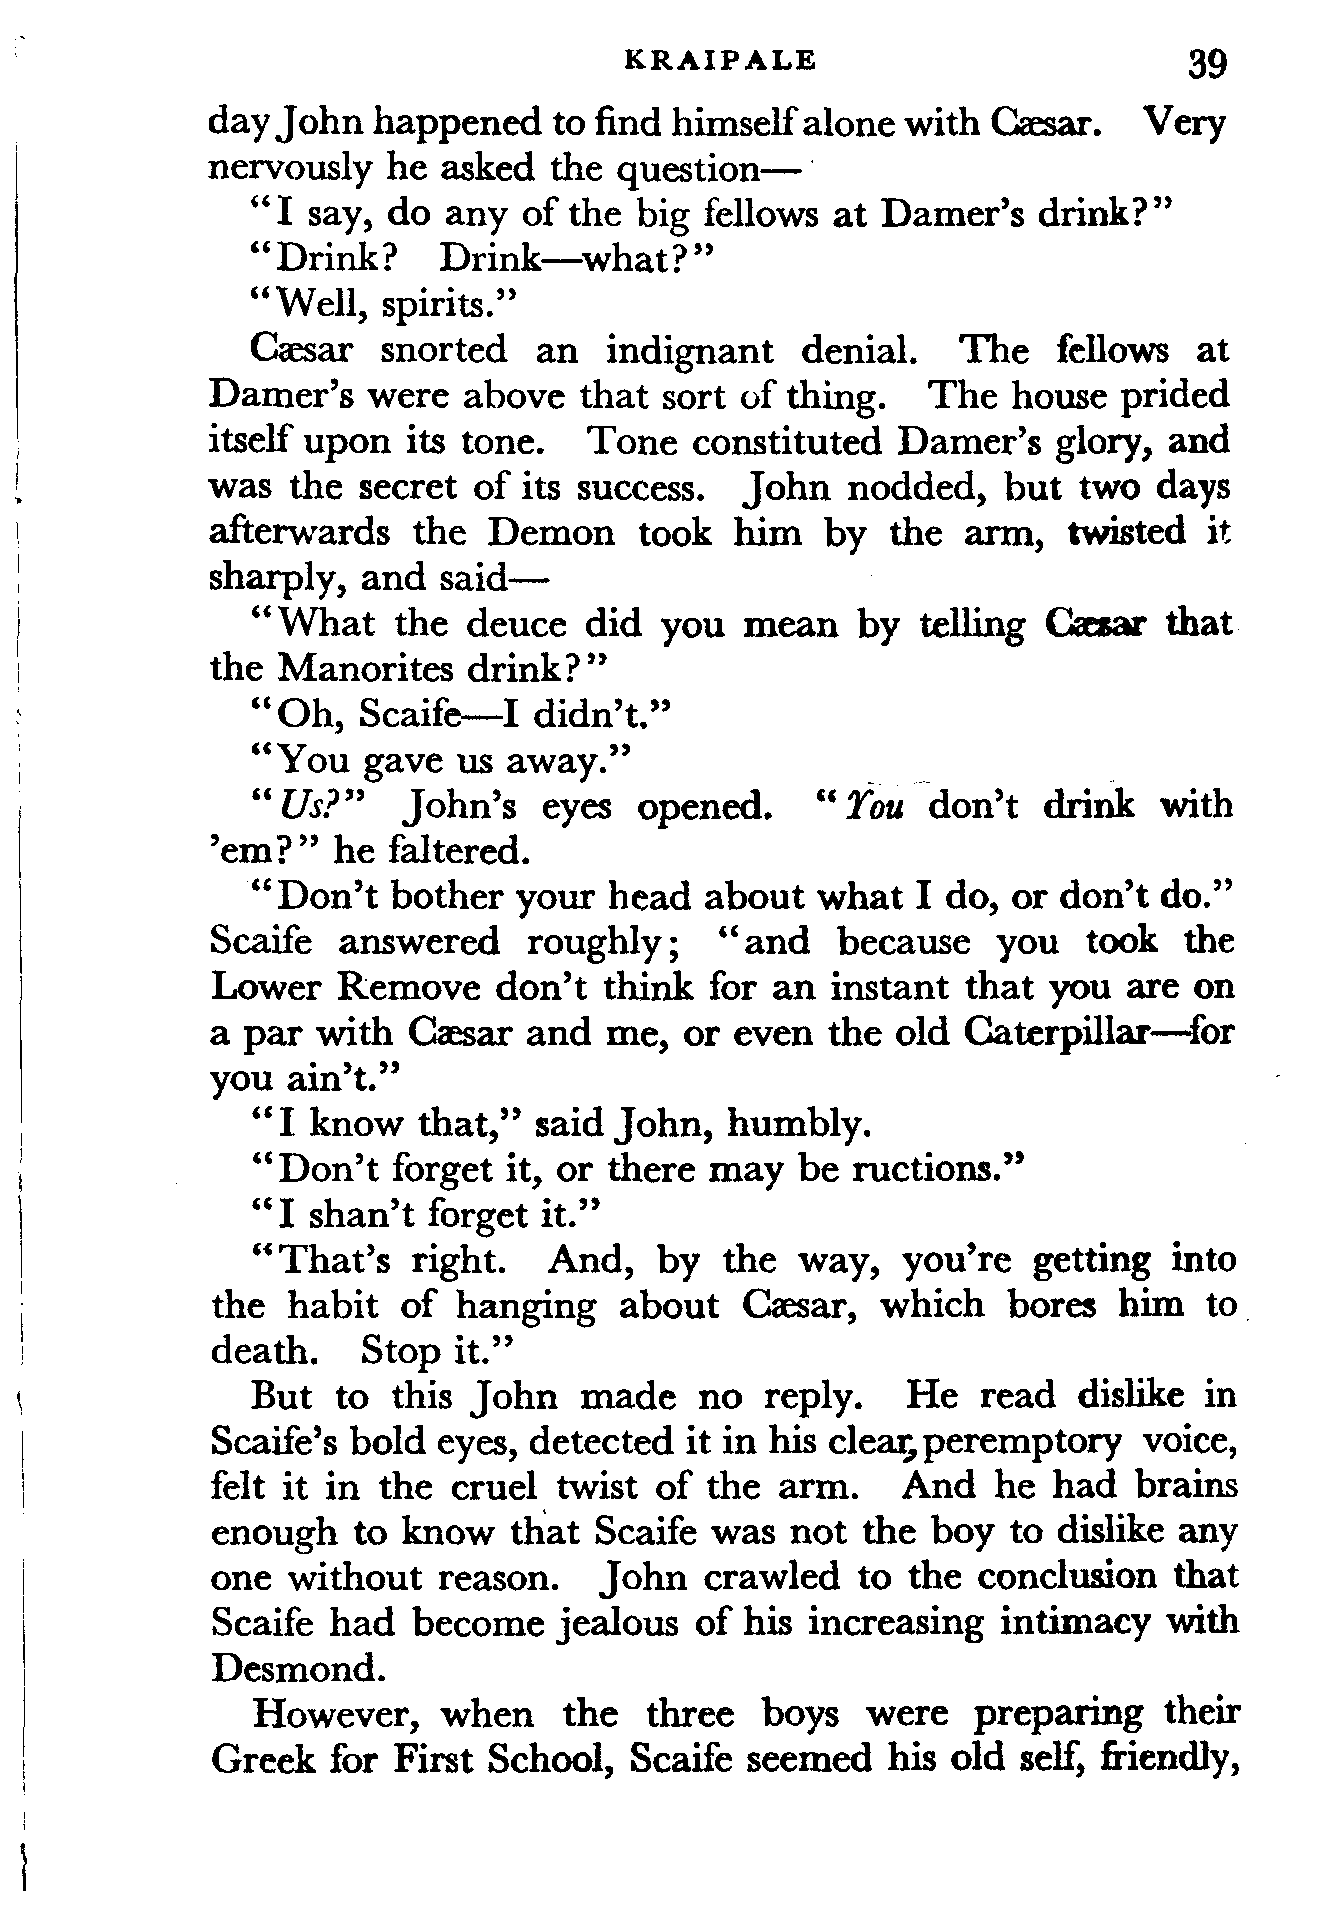 KRAIPALE 39
day John happened to find himself alone with Cæsar. Very
nervously he asked the question—
“I say, do any of the big fellows at Damer’s drink?”
“Drink? Drink—what?”
“Well, spirits.”
Cæsar snorted an indignant denial. The fellows at
Damer’s were above that sort of thing. The house prided
itself upon its tone. Tone constituted Damer’s glory, and
was the secret of its success. John nodded, but two days
afterwards the Demon took him by the arm, twisted it
sharply, and said—
“What the deuce did you mean by telling Cæsar that
the Manorites drink?”
“Oh, Scaife—I didn’t.”
“You gave us away.”
“Us?” John’s eyes opened. “You don’t drink with
’em?” he faltered.
“Don’t bother your head about what I do, or don’t do.”
Scaife answered roughly; “and because you took the
Lower Remove don’t think for an instant that you are on
a par with Cæsar and me, or even the old Caterpillar—for
you ain’t.”
“I know that,” said John, humbly.
“Don’t forget it, or there may be ructions.”
“I shan’t forget it.”
“That’s right. And, by the way, you’re getting into
the habit of hanging about Cæsar, which bores him to
death. Stop it.”
But to this John made no reply. He read dislike in
Scaife’s bold eyes, detected it in his clear, peremptory voice,
felt it in the cruel twist of the arm. And he had brains
enough to know that Scaife was not the boy to dislike any
one without reason. John crawled to the conclusion that
Scaife had become jealous of his increasing intimacy with
Desmond.
However, when the three boys were preparing their
Greek for First School, Scaife seemed his old self, friendly,